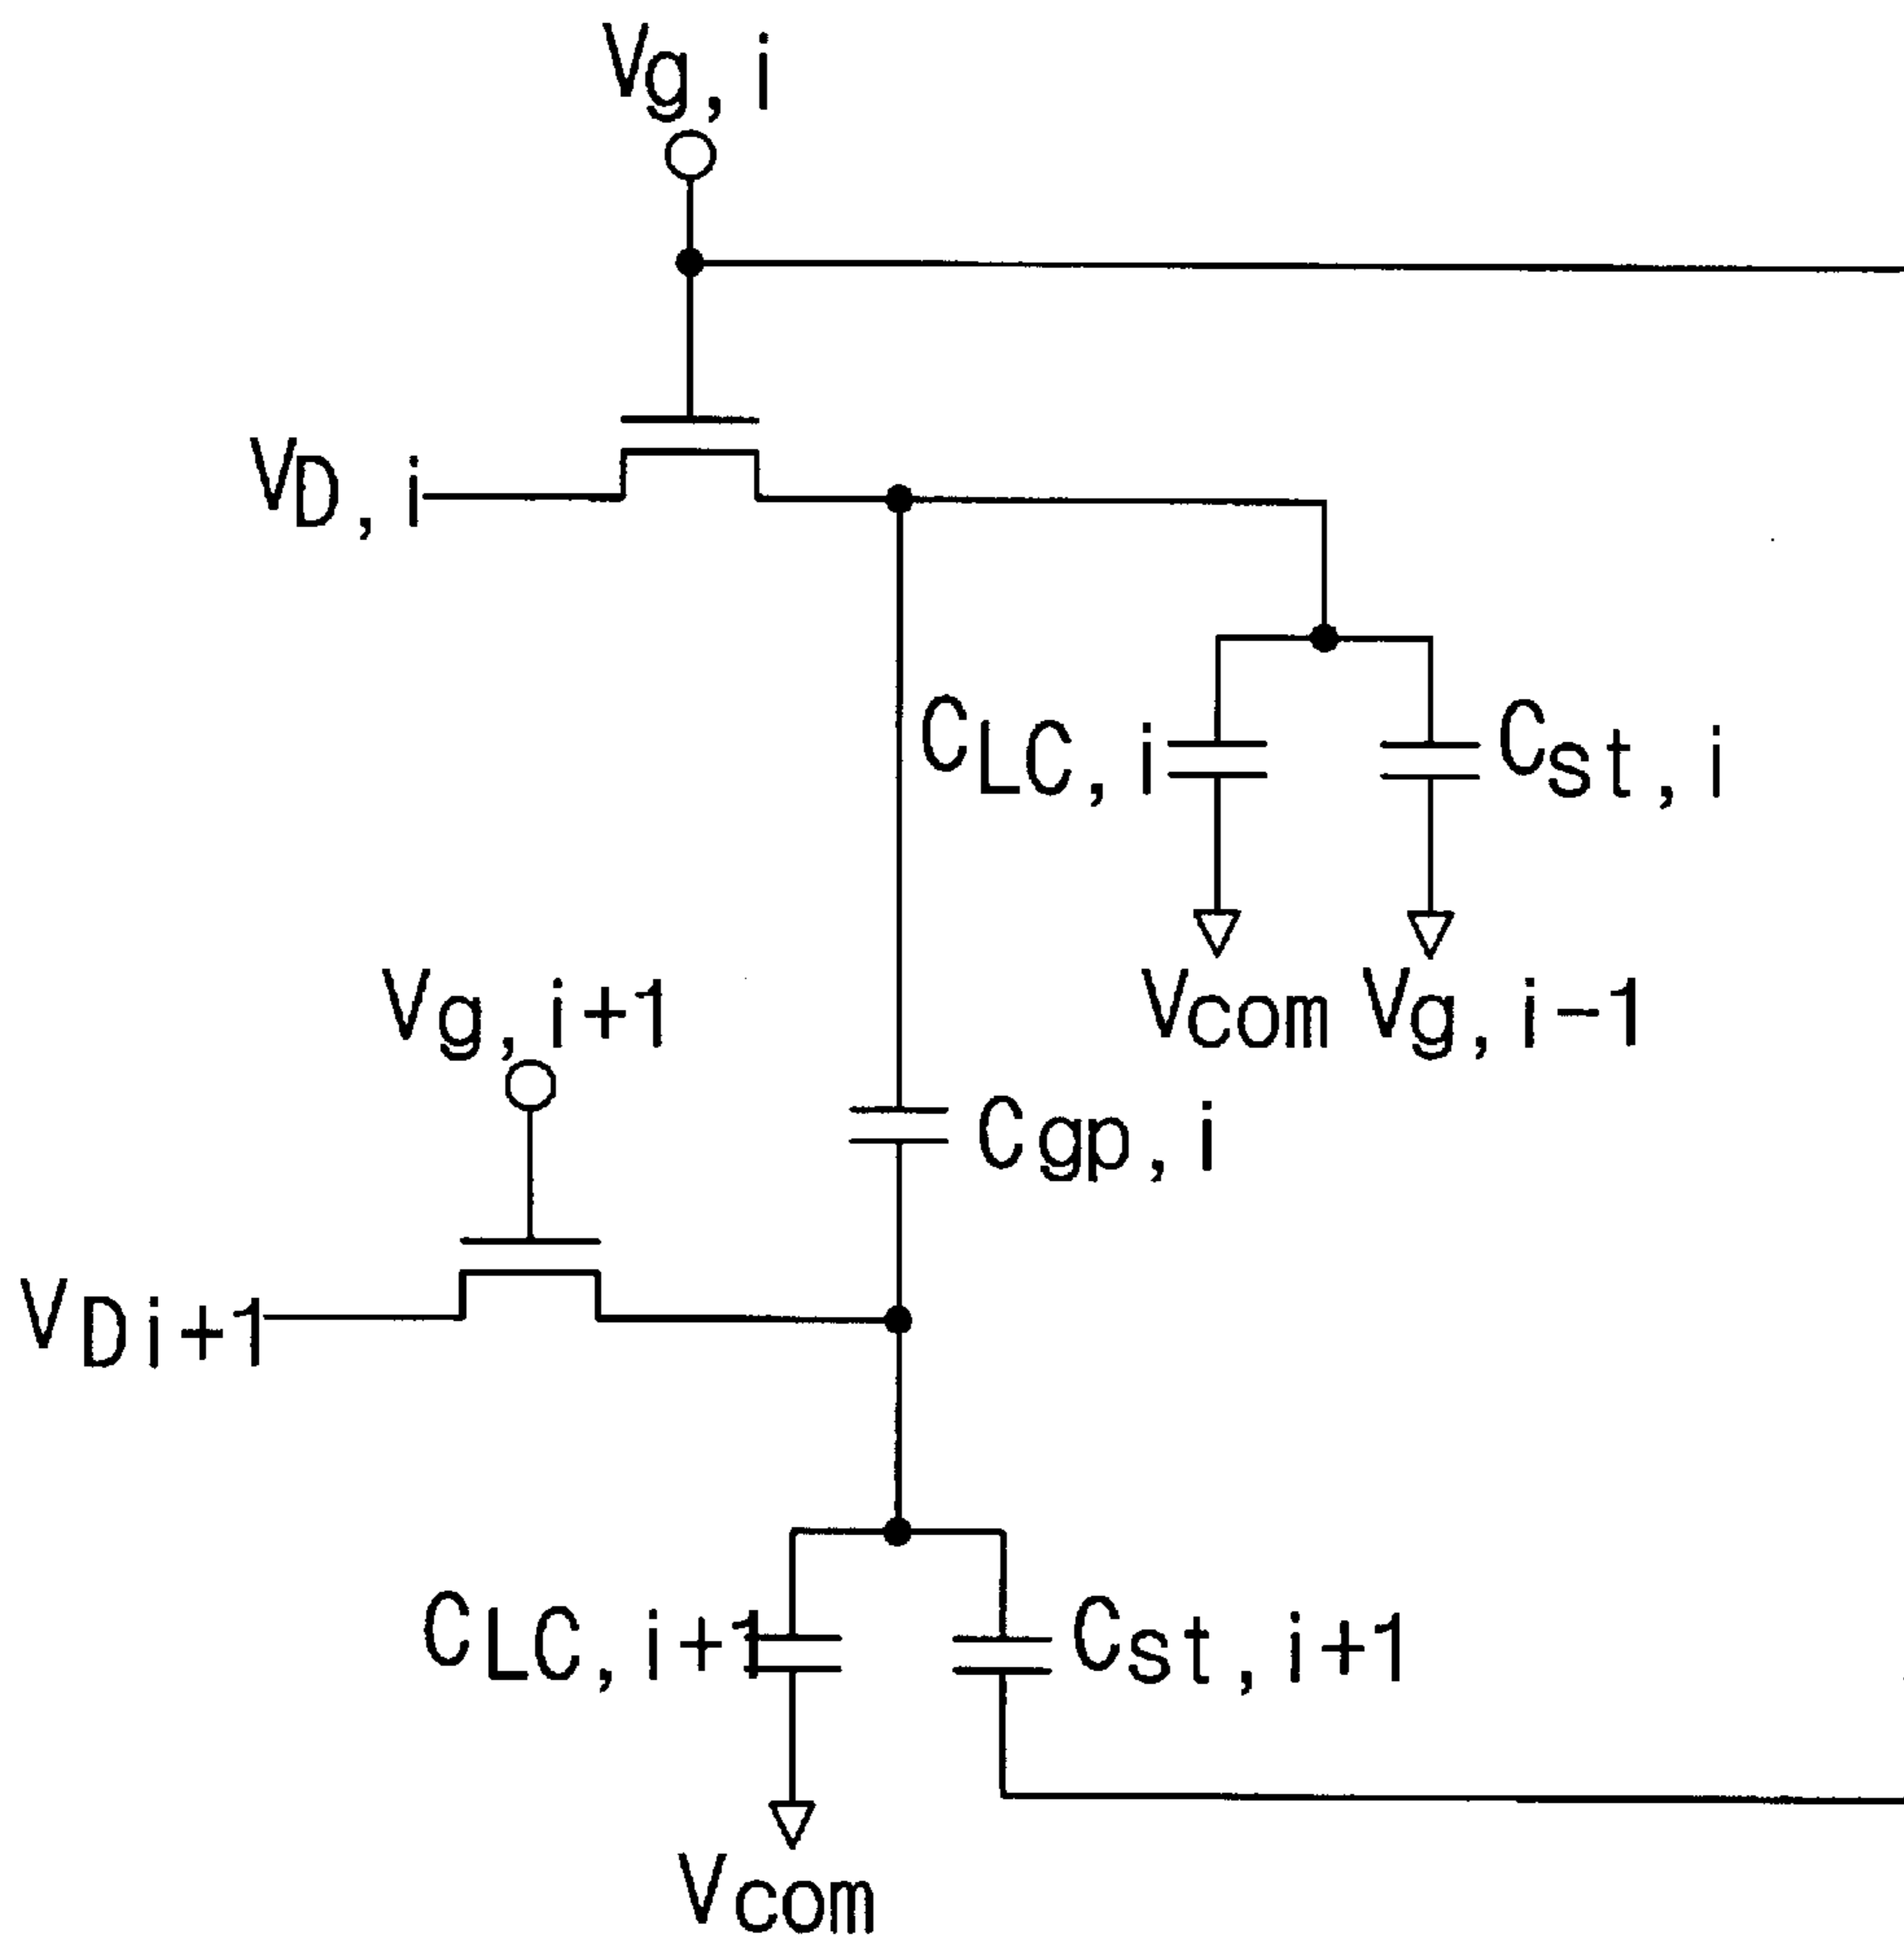 Vg,i
VD,i
CLC,i
Cst,i
Vcom
Vg,i-1
Vg,i+1
Cgp,i
VDi+1
CLC,i+1
Cst,i+1
Vcom